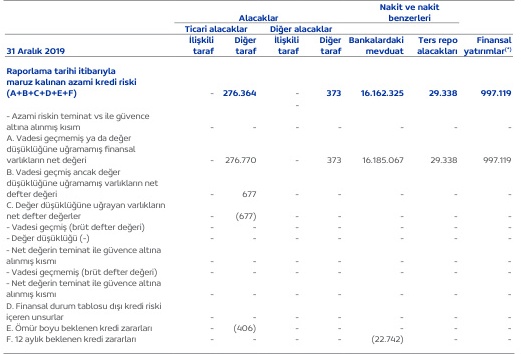 Nakit ve nakit
Alacaklar benzerleri
Ticari alacaklar Diğer alacaklar
İlişkili Diğer İlişkili Diğer Bankalardaki Ters repo Finansal
31 Aralık 2019 taraf taraf taraf taraf mevduat alacakları yatırımlar(*)
Raporlama tarihi itibarıyla
maruz kalınan azami kredi riski
(A+B+C+D+E+F) - 276.364 - 373 16.162.325 29.338 997.119
-
- Azami riskin teminat vs ile güvence
altına alınmış kısım - - - - - - -
A. Vadesi geçmemiş ya da değer
düşüklüğüne uğramamış finansal
varlıkların net değeri - 276.770 - 373 16.185.067 29.338 997.119
B. Vadesi geçmiş ancak değer
düşüklüğüne uğramamış varlıkların net
defter değeri - 677 - - - - -
C. Değer düşüklüğüne uğrayan varlıkların
net defter değerler - (677) - - - - -
- Vadesi geçmiş (brüt defter değeri) - - - - - - -
- Değer düşüklüğü (-) - - - - - - -
- Net değerin teminat ile güvence altına
alınmış kısmı - - - - - - -
- Vadesi geçmemiş (brüt defter değeri) - - - - - - -
- Net değerin teminat ile güvence altına
alınmış kısmı - - - - - - -
D. Finansal durum tablosu dışı kredi riski
içeren unsurlar - - - - - - -
E. Ömür boyu beklenen kredi zararları - (406) - - - - -
F. 12 aylık beklenen kredi zararları - - - - (22.742) - -